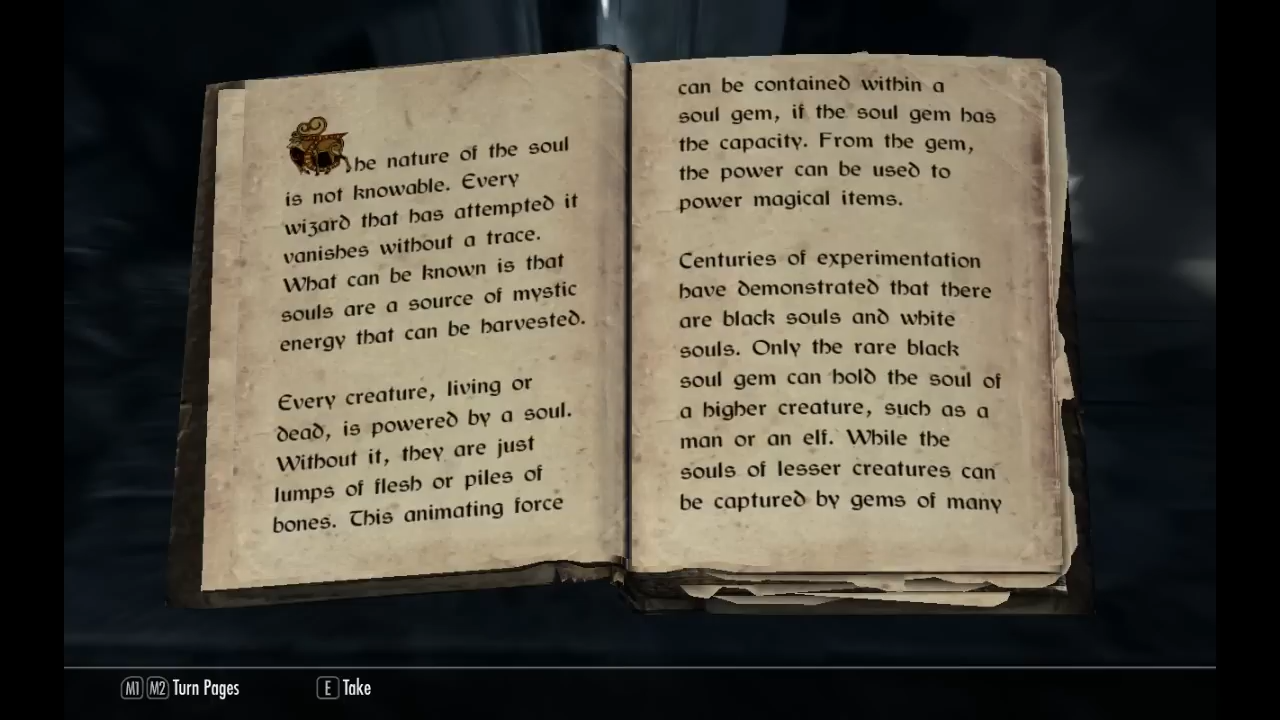 The nature of the soul
is not knowable. Every
wizard that has attempted it
vanishes without a trace.
What can be known is that
souls are a source of mystic
energy that can be harvested.
Every creature, living or
dead, is powered by a soul.
Without it, they are just
lumps of flesh or piles of
bones. This animating force
can be contained within a
soul gem, if the soul gem has
the capacity. From the gem,
the power can be used to
power magical items.
Centuries of experimentation
have demonstrated that there
are black souls and white
souls. Only the rare black
soul gem can hold the soul of
a higher creature, such as a
man or an elf. While the
souls of lesser creatures can
be captured by gems of many
M1 M2 Turn Pages
E Take